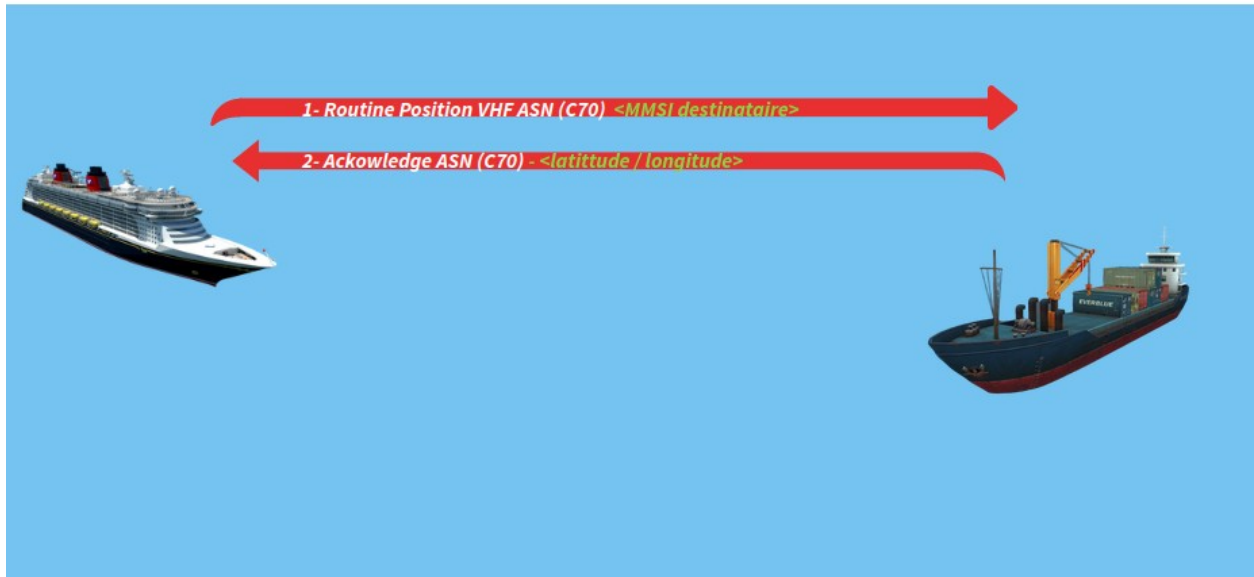 1- Routine Position VHF ASN (C70) <MMSI destinataire>
2- Ackowledge ASN (C70) - <latittude / longitude>
EVERBLUE